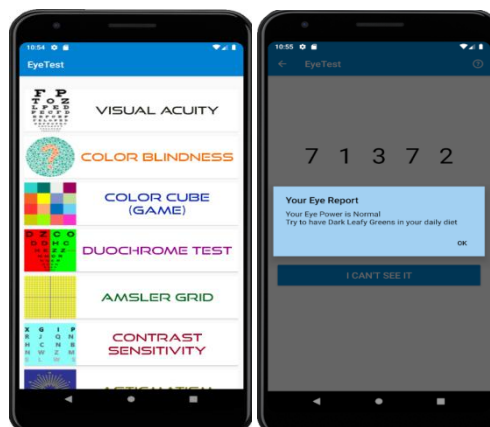 10:54
EyeTest
F P
T O Z
L P E D
VISUAL ACUITY
COLOR BLINDNESS
COLOR CUBE
(GAME)
D Z C O
DUOCHROME TEST
AMSLER GRID
X G I P
R J Q N
H C N B
N W Z M
CONTRAST
SENSITIVITY
ASTIGMATISM
10:55
EyeTest
7 1 3 7 2
Your Eye Report
Your Eye Power is Normal
Try to have Dark Leafy Greens in your daily diet
OK
I CAN'T SEE IT